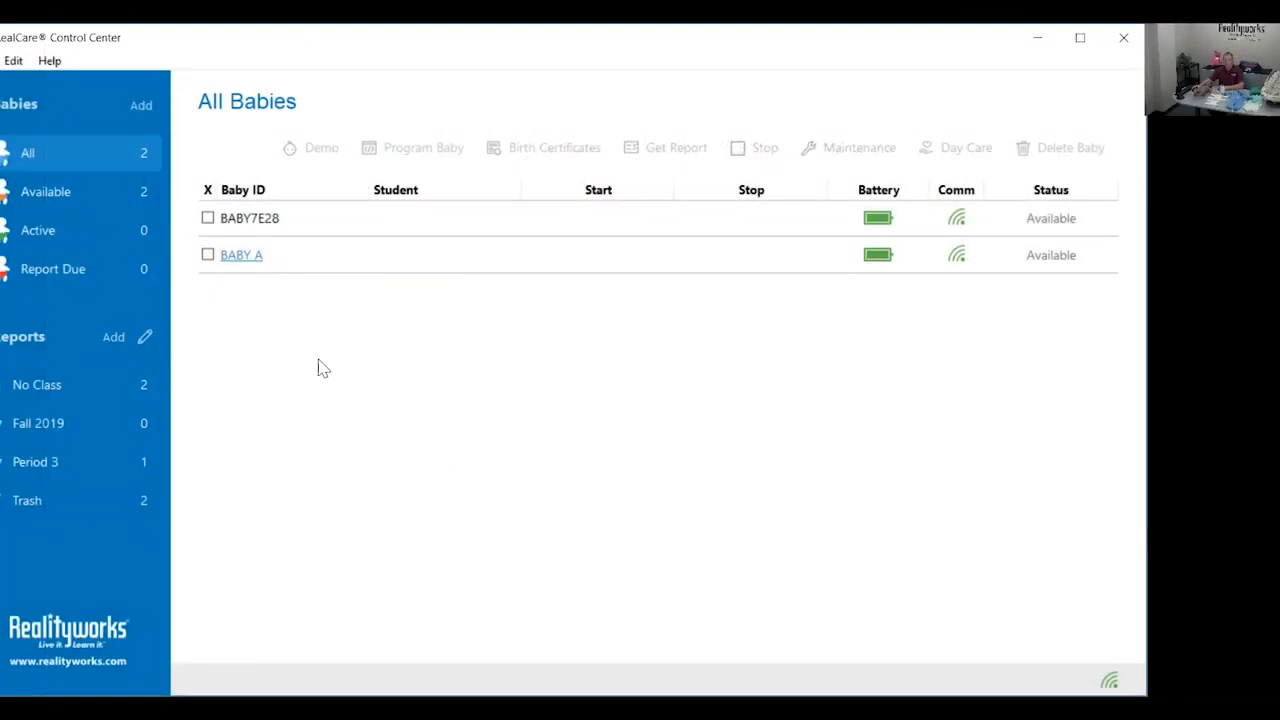 ealCare® Control Center
Edit Help
abies Add
All 2
Available 2
Active 0
Report Due 0
eports Add
No Class 2
Fall 2019 0
Period 3 1
Trash 2
Realityworks
Live it. Learn it.
www.realityworks.com
All Babies
Demo Program Baby Birth Certificates Get Report Stop Maintenance Day Care Delete Baby
X Baby ID Student Start Stop Battery Comm Status
BABY7E28 Available
BABY A Available
Realityworks